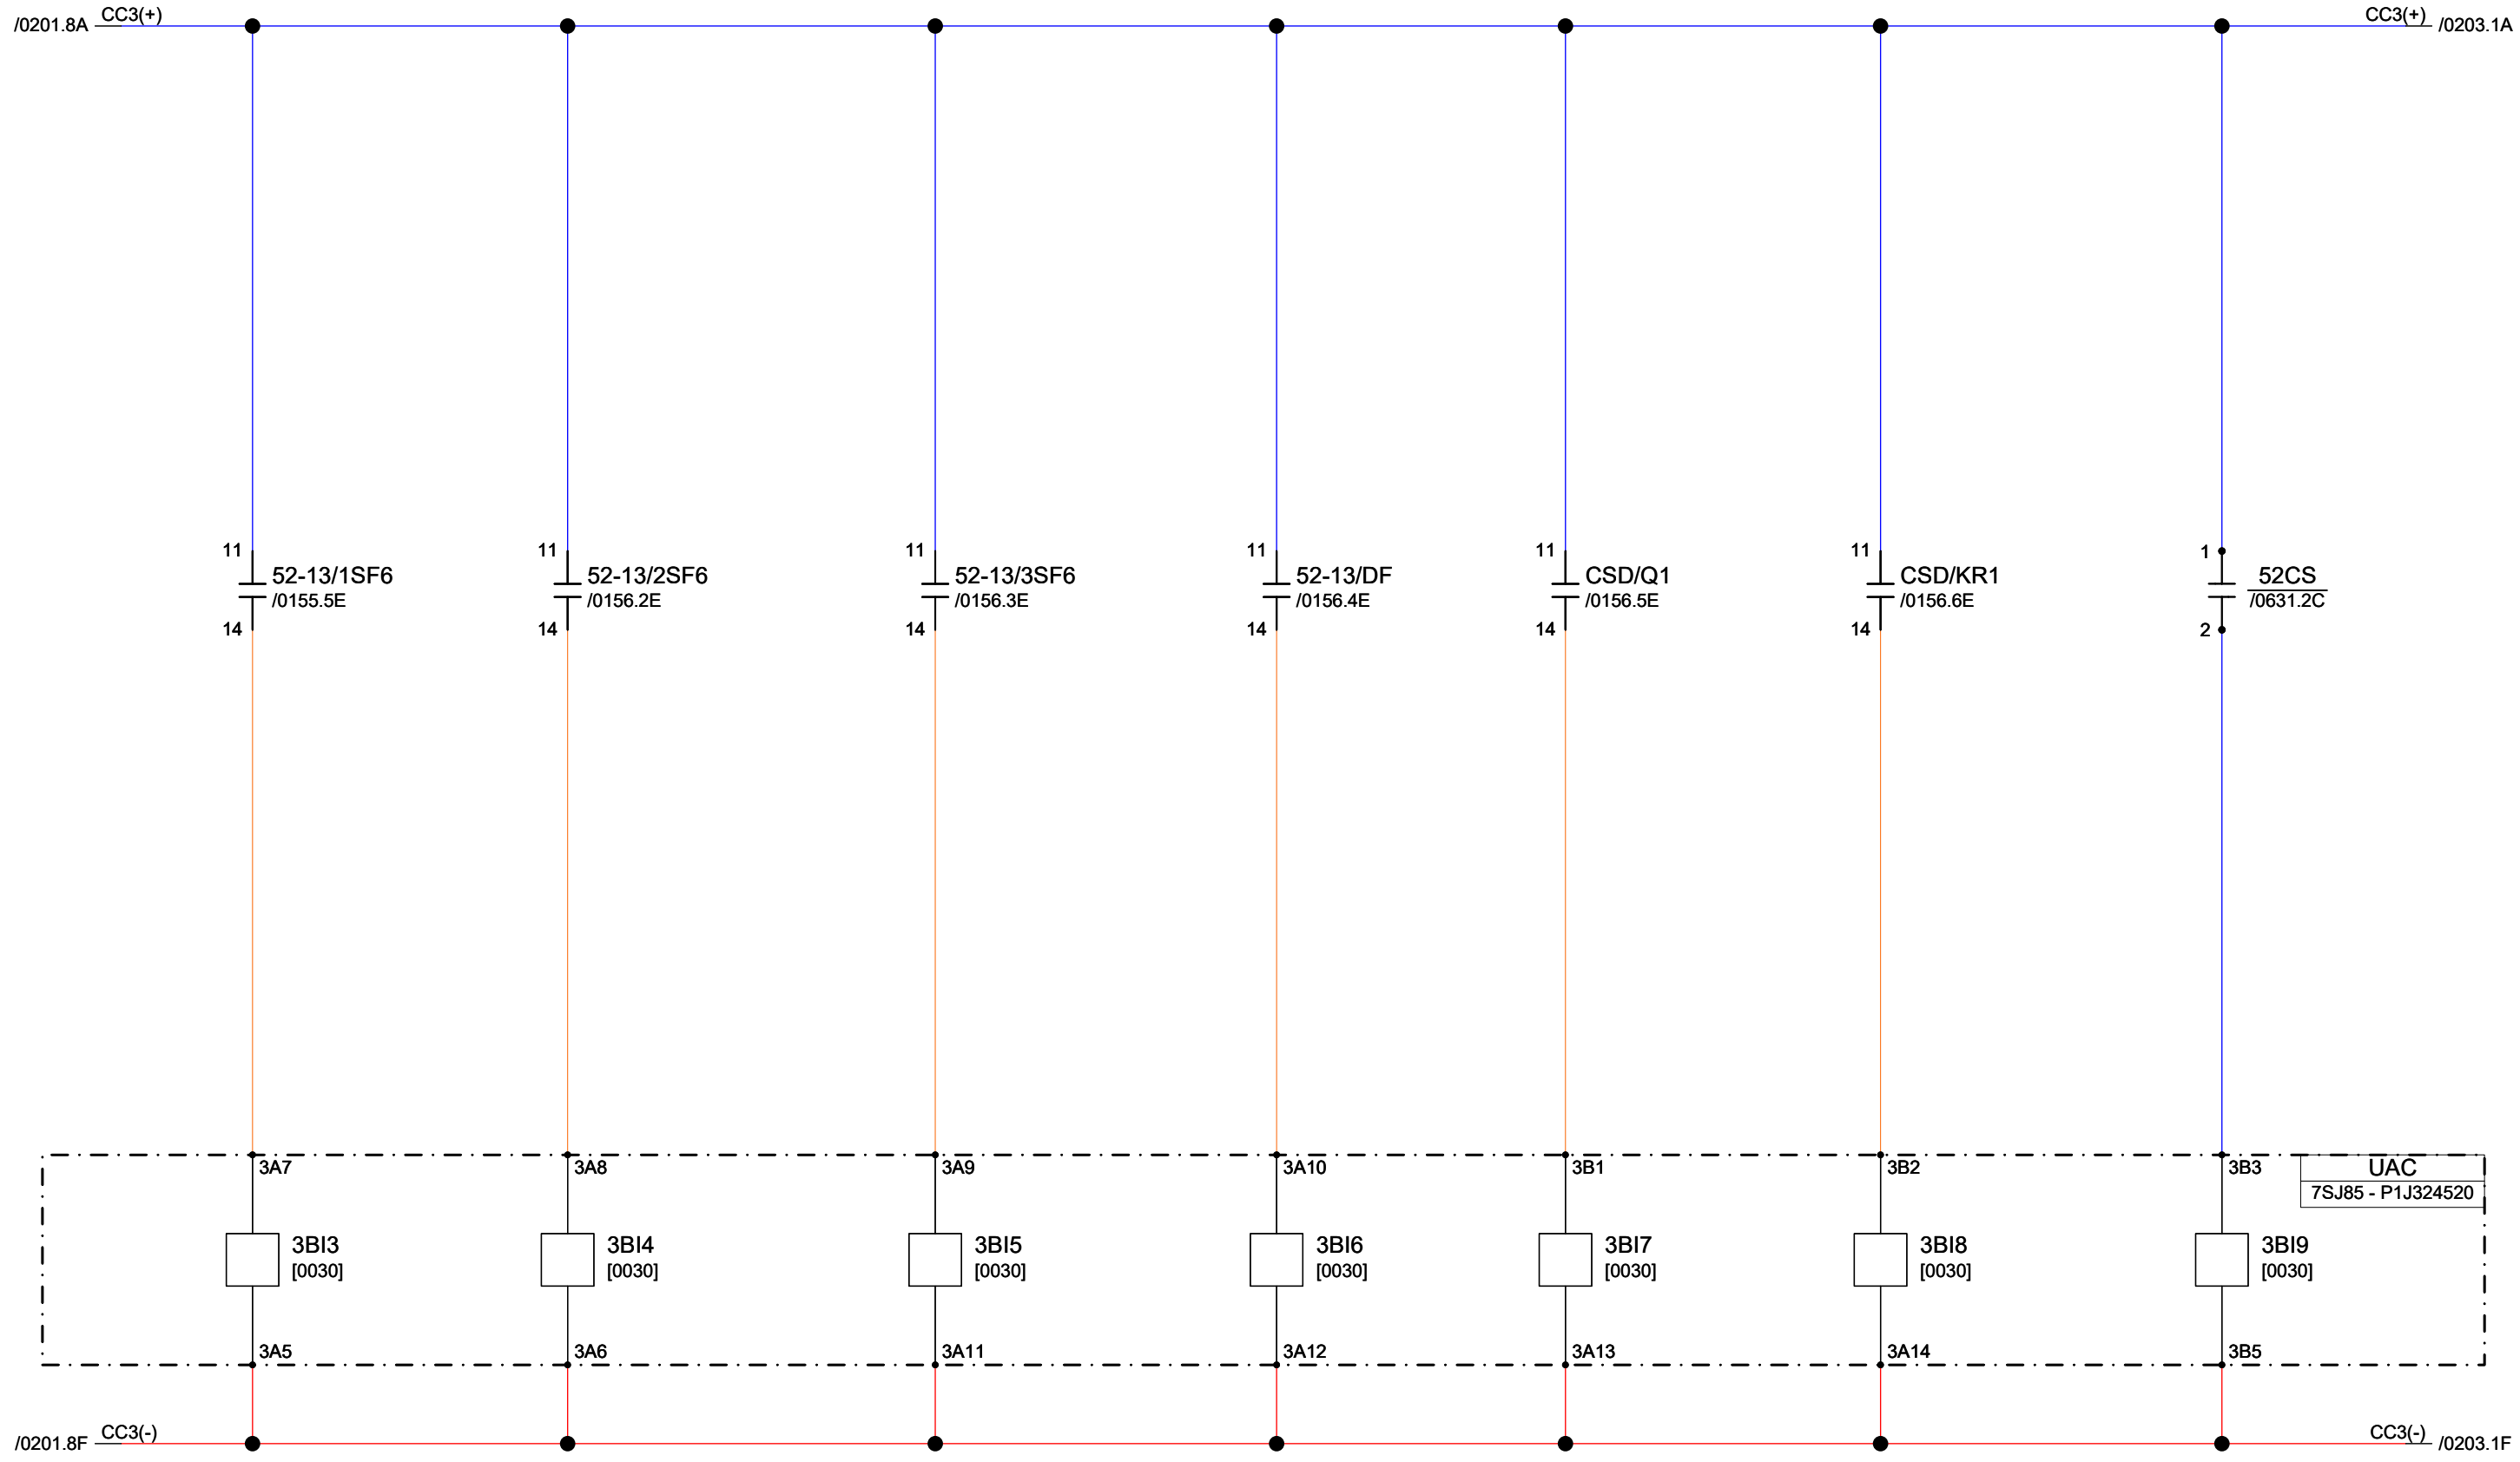 CC3(+)
/0201.8A
CC3(+)
/0203.1A
11
52-13/1SF6
/0155.5E
14
11
52-13/2SF6
/0156.2E
14
11
52-13/3SF6
/0156.3E
14
11
52-13/DF
/0156.4E
14
11
CSD/Q1
/0156.5E
14
11
CSD/KR1
/0156.6E
14
1
52CS
/0631.2C
2
3A7
3A8
3A9
3A10
3B1
3B2
3B3
UAC
7SJ85 - P1J324520
3BI3
[0030]
3BI4
[0030]
3BI5
[0030]
3BI6
[0030]
3BI7
[0030]
3BI8
[0030]
3BI9
[0030]
3A5
3A6
3A11
3A12
3A13
3A14
3B5
CC3(-)
/0201.8F
CC3(-)
/0203.1F